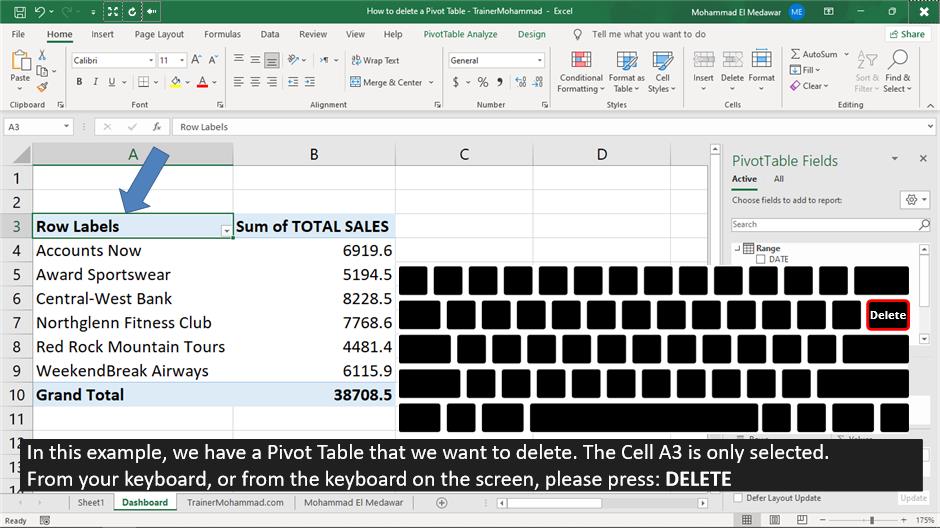 How to delete a Pivot Table - TrainerMohammad - Excel
Mohammad El Medawar ME
File Home Insert Page Layout Formulas Data Review View Help PivotTable Analyze Design Tell me what you want to do Share
Paste
Clipboard
Calibri 11
B I U
Font
Wrap Text
Merge & Center
Alignment
General
$ % 9
Number
Conditional Formatting
Format as Table
Cell Styles
Styles
Insert Delete Format
Cells
AutoSum
Fill
Clear
Sort & Filter
Find & Select
Editing
A3 fx Row Labels
A B C D
1
2
3 Row Labels Sum of TOTAL SALES
4 Accounts Now 6919.6
5 Award Sportswear 5194.5
6 Central-West Bank 8228.5
7 Northglenn Fitness Club 7768.6
8 Red Rock Mountain Tours 4481.4
9 WeekendBreak Airways 6115.9
10 Grand Total 38708.5
11
PivotTable Fields
Active All
Choose fields to add to report:
Search
Range
DATE
Delete
In this example, we have a Pivot Table that we want to delete. The Cell A3 is only selected.
From your keyboard, or from the keyboard on the screen, please press: DELETE
Sheet1 Dashboard TrainerMohammad.com Mohammad El Medawar
Defer Layout Update Update
Ready 175%